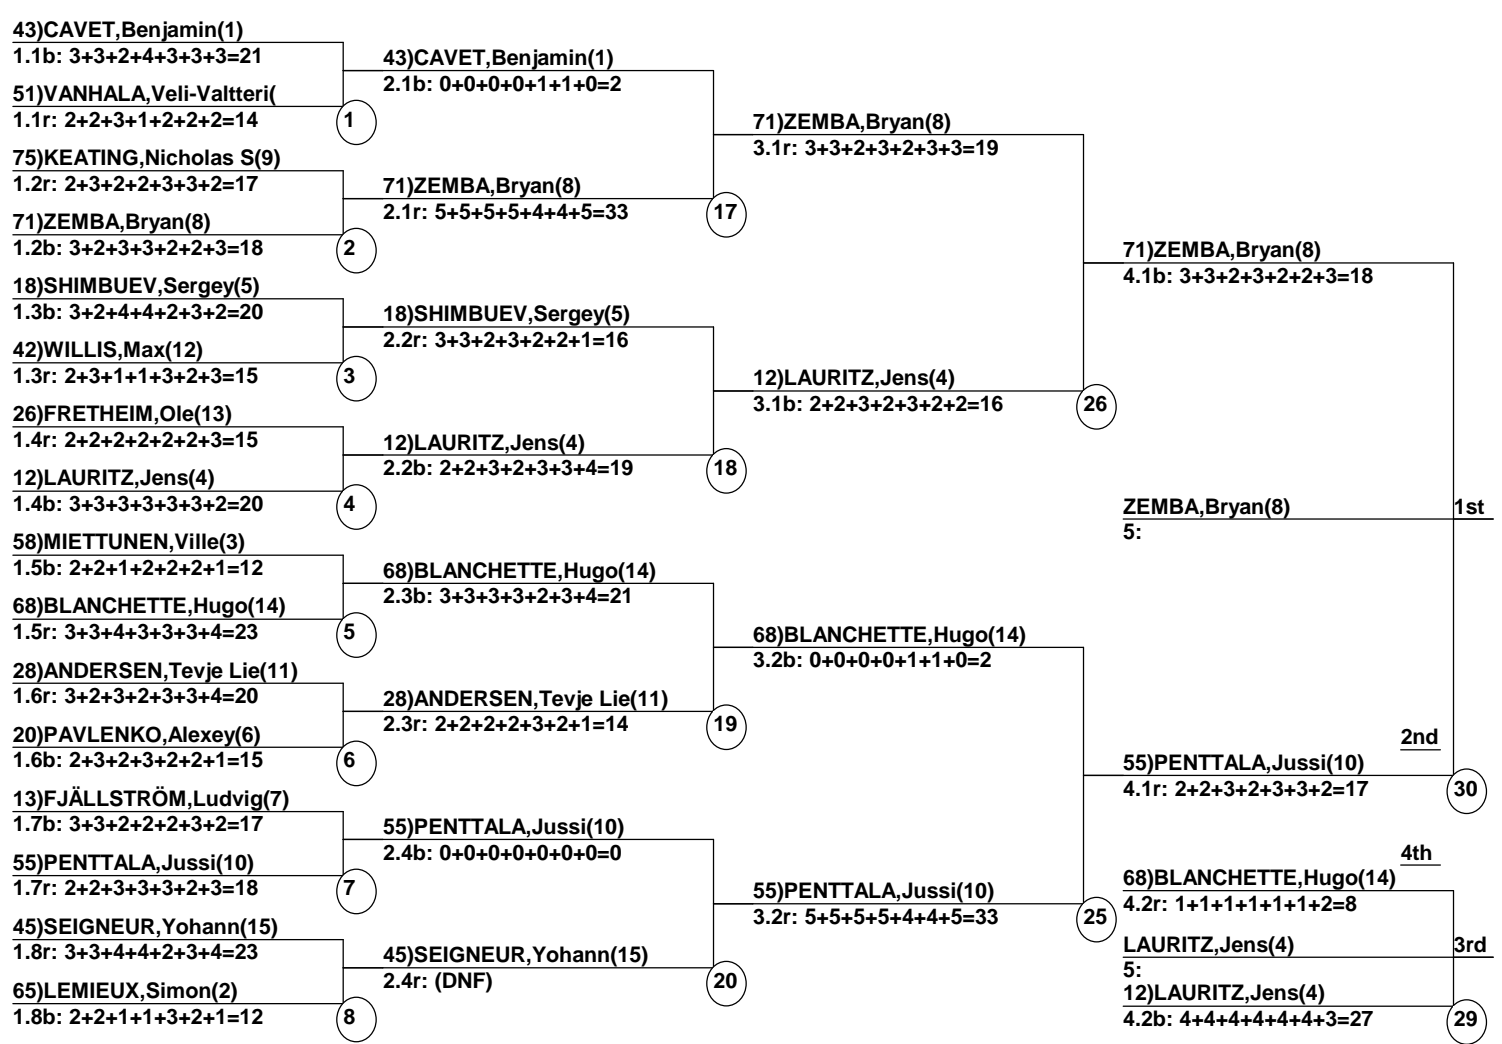 43)CAVET,Benjamin(1)
1.1b: 3+3+2+4+3+3+3=21
51)VANHALA,Veli-Valtteri(
1.1r: 2+2+3+1+2+2+2=14
1
75)KEATING,Nicholas S(9)
1.2r: 2+3+2+2+3+3+2=17
71)ZEMBA,Bryan(8)
1.2b: 3+2+3+3+2+2+3=18
2
18)SHIMBUEV,Sergey(5)
1.3b: 3+2+4+4+2+3+2=20
42)WILLIS,Max(12)
1.3r: 2+3+1+1+3+2+3=15
3
26)FRETHEIM,Ole(13)
1.4r: 2+2+2+2+2+2+3=15
12)LAURITZ,Jens(4)
1.4b: 3+3+3+3+3+3+2=20
4
58)MIETTUNEN,Ville(3)
1.5b: 2+2+1+2+2+2+1=12
68)BLANCHETTE,Hugo(14)
1.5r: 3+3+4+3+3+3+4=23
5
28)ANDERSEN,Tevje Lie(11)
1.6r: 3+2+3+2+3+3+4=20
20)PAVLENKO,Alexey(6)
1.6b: 2+3+2+3+2+2+1=15
6
13)FJÄLLSTRÖM,Ludvig(7)
1.7b: 3+3+2+2+2+3+2=17
55)PENTTALA,Jussi(10)
1.7r: 2+2+3+3+3+2+3=18
7
45)SEIGNEUR,Yohann(15)
1.8r: 3+3+4+4+2+3+4=23
65)LEMIEUX,Simon(2)
1.8b: 2+2+1+1+3+2+1=12
8
43)CAVET,Benjamin(1)
2.1b: 0+0+0+0+1+1+0=2
71)ZEMBA,Bryan(8)
2.1r: 5+5+5+5+4+4+5=33
17
18)SHIMBUEV,Sergey(5)
2.2r: 3+3+2+3+2+2+1=16
12)LAURITZ,Jens(4)
2.2b: 2+2+3+2+3+3+4=19
18
68)BLANCHETTE,Hugo(14)
2.3b: 3+3+3+3+2+3+4=21
28)ANDERSEN,Tevje Lie(11)
2.3r: 2+2+2+2+3+2+1=14
19
55)PENTTALA,Jussi(10)
2.4b: 0+0+0+0+0+0+0=0
45)SEIGNEUR,Yohann(15)
2.4r: (DNF)
20
71)ZEMBA,Bryan(8)
3.1r: 3+3+2+3+2+3+3=19
12)LAURITZ,Jens(4)
3.1b: 2+2+3+2+3+2+2=16
26
68)BLANCHETTE,Hugo(14)
3.2b: 0+0+0+0+1+1+0=2
55)PENTTALA,Jussi(10)
3.2r: 5+5+5+5+4+4+5=33
25
71)ZEMBA,Bryan(8)
4.1b: 3+3+2+3+2+2+3=18
ZEMBA,Bryan(8) 1st
5:
2nd
55)PENTTALA,Jussi(10)
4.1r: 2+2+3+2+3+3+2=17
30
4th
68)BLANCHETTE,Hugo(14)
4.2r: 1+1+1+1+1+1+2=8
LAURITZ,Jens(4) 3rd
5:
12)LAURITZ,Jens(4)
4.2b: 4+4+4+4+4+4+3=27
29